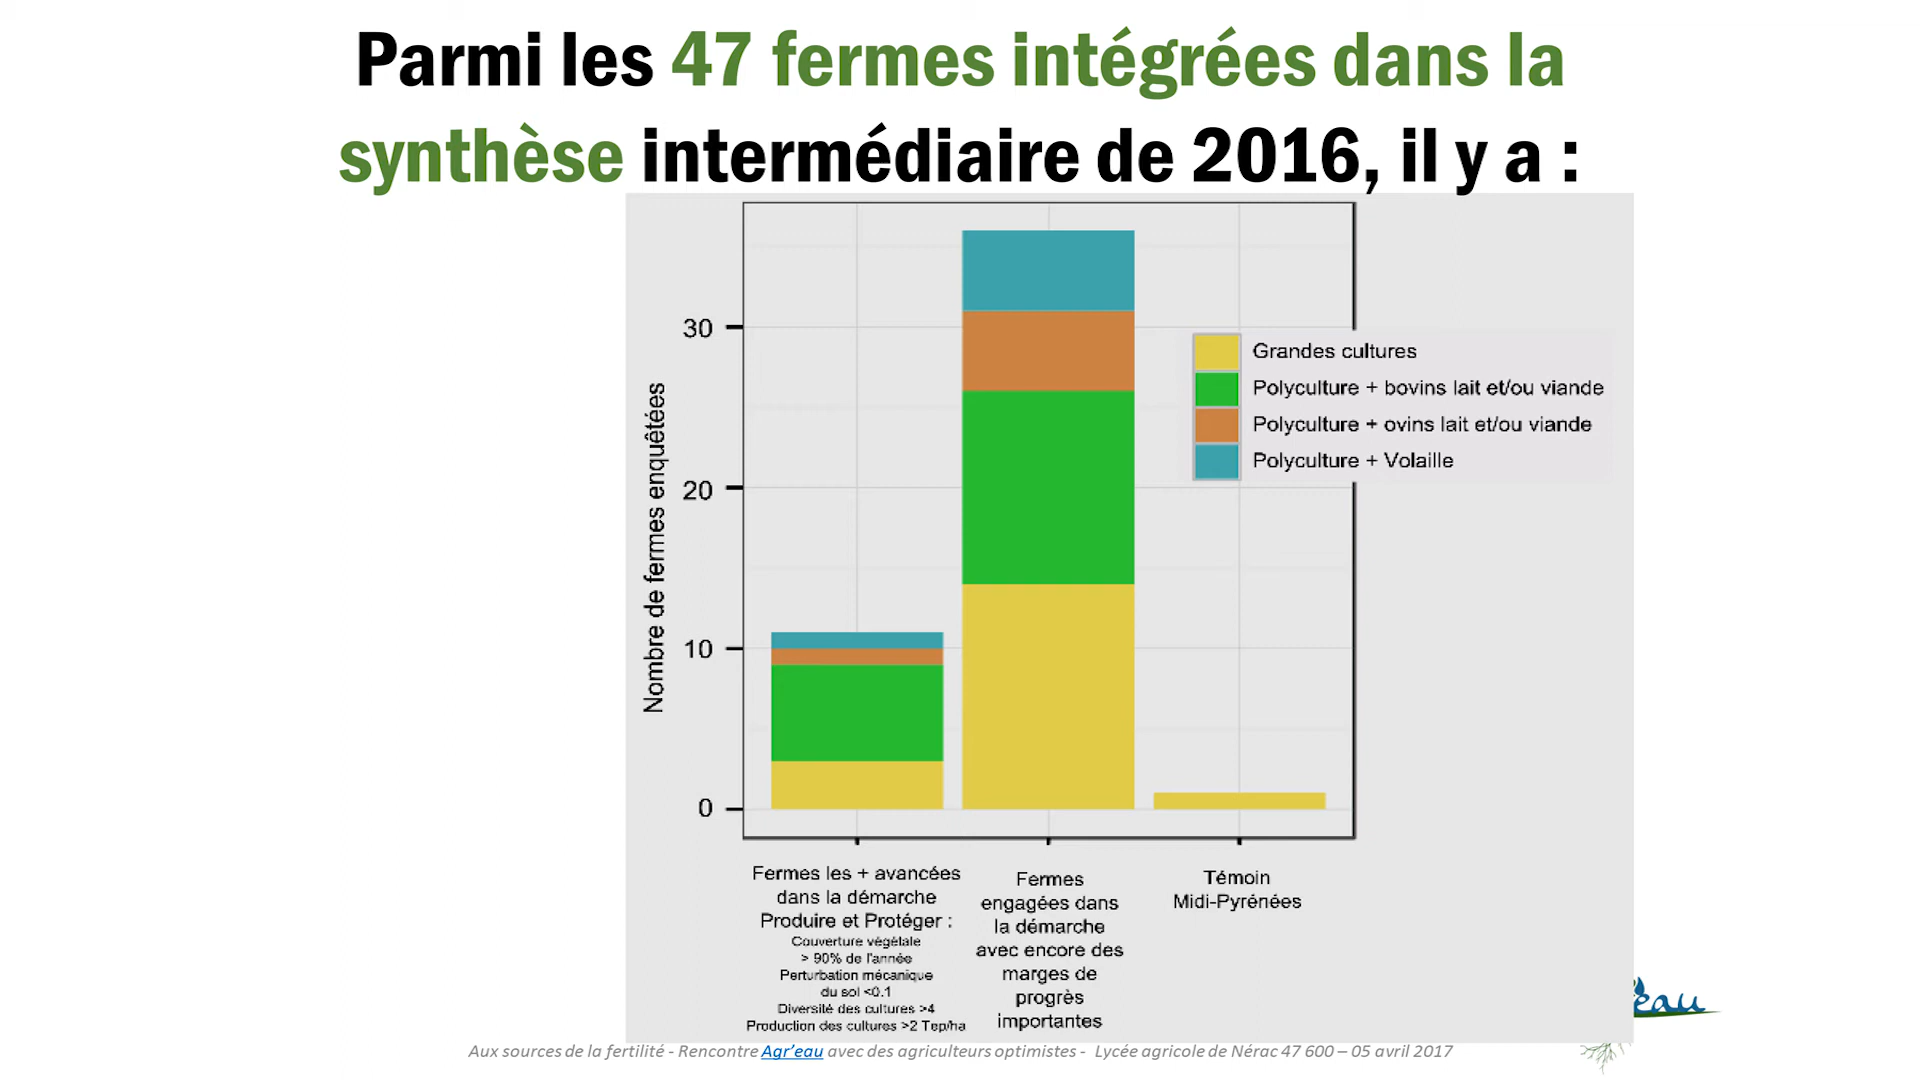 Parmi les 47 fermes intégrées dans la
synthèse intermédiaire de 2016, il y a :
Nombre de fermes enquêtées
30
20
10
0
Grandes cultures
Polyculture + bovins lait et/ou viande
Polyculture + ovins lait et/ou viande
Polyculture + Volaille
Fermes les + avancées
dans la démarche
Produire et Protéger :
Couverture végétale
> 90% de l'année
Perturbation mécanique
du sol <0.1
Diversité des cultures >4
Production des cultures >2 Tep/ha
Fermes
engagées dans
la démarche
avec encore des
marges de
progrès
importantes
Témoin
Midi-Pyrénées
eau
Aux sources de la fertilité - Rencontre Agr'eau avec des agriculteurs optimistes - Lycée agricole de Nérac 47 600 – 05 avril 2017